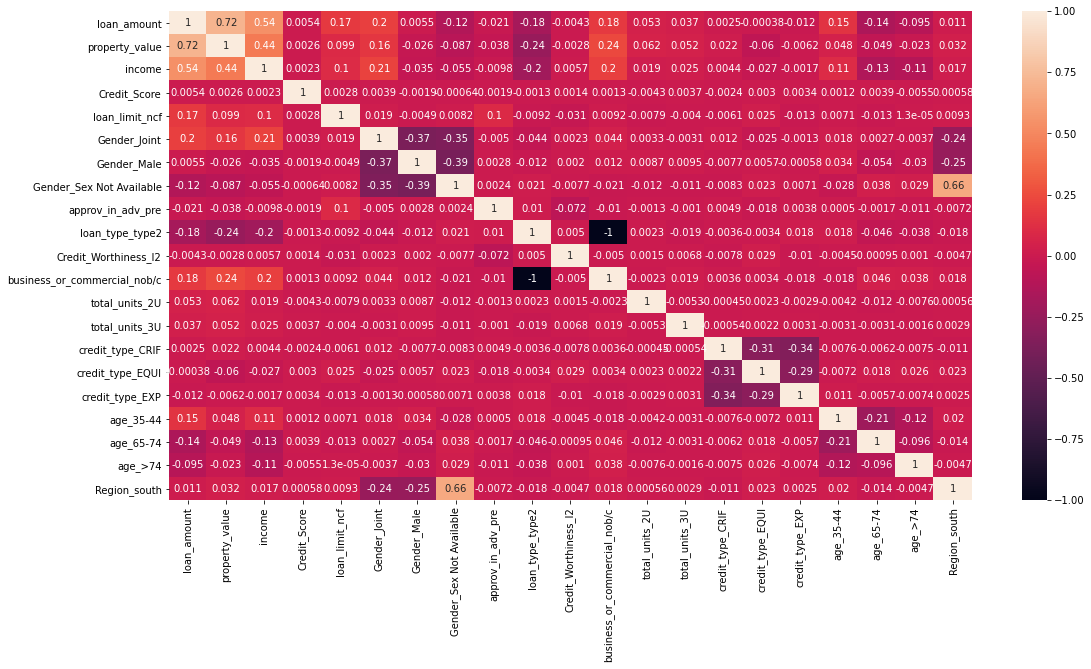 loan_amount 1 0.72 0.54 0.0054 0.17 0.2 0.0055 -0.12 -0.021 -0.18 -0.0043 0.18 0.053 0.037 0.0025 0.00038 -0.012 0.15 -0.14 -0.095 0.011
property_value 0.72 1 0.44 0.0026 0.099 0.16 -0.026 -0.087 -0.038 -0.24 -0.0028 0.24 0.062 0.052 0.022 -0.06 -0.0062 0.048 -0.049 -0.023 0.032
income 0.54 0.44 1 0.0023 0.1 0.21 -0.035 -0.055 -0.0098 -0.2 0.0057 0.2 0.019 0.025 0.0044 -0.027 -0.0017 0.11 -0.13 -0.11 0.017
Credit_Score 0.0054 0.0026 0.0023 1 0.0028 0.0039 -0.0019 0.00064 0.0019 -0.0013 0.0014 0.0013 -0.0043 0.0037 -0.0024 0.003 0.0034 0.0012 0.0039 -0.0055 0.00058
loan_limit_ncf 0.17 0.099 0.1 0.0028 1 0.019 -0.0049 0.0082 0.1 -0.0092 -0.031 0.0092 -0.0079 -0.004 -0.0061 0.025 -0.013 0.0071 -0.013 1.3e-05 0.0093
Gender_Joint 0.2 0.16 0.21 0.0039 0.019 1 -0.37 -0.35 -0.005 -0.044 0.0023 0.044 0.0033 -0.0031 0.012 -0.025 -0.0013 0.018 0.0027 -0.0037 -0.24
Gender_Male 0.0055 -0.026 -0.035 -0.0019 -0.0049 -0.37 1 -0.39 0.0028 -0.012 0.002 0.012 0.0087 0.0095 -0.0077 0.0057 -0.00058 0.034 -0.054 -0.03 -0.25
Gender_Sex Not Available -0.12 -0.087 -0.055 -0.00064 0.0082 -0.35 -0.39 1 0.0024 0.021 -0.0077 -0.021 -0.012 -0.011 -0.0083 0.023 0.0071 -0.028 0.038 0.029 0.66
approv_in_adv_pre -0.021 -0.038 -0.0098 -0.0019 0.1 -0.005 0.0028 0.0024 1 0.01 -0.072 -0.01 -0.0013 -0.001 0.0049 -0.018 0.0038 0.0005 -0.0017 -0.011 -0.0072
loan_type_type2 -0.18 -0.24 -0.2 -0.0013 -0.0092 -0.044 -0.012 0.021 0.01 1 0.005 -1 0.0023 -0.019 -0.0036 -0.0034 0.018 0.018 -0.046 -0.038 -0.018
Credit_Worthiness_l2 -0.0043 -0.0028 0.0057 0.0014 -0.031 0.0023 0.002 -0.0077 -0.072 0.005 1 -0.005 0.0015 0.0068 -0.0078 0.029 -0.01 -0.0045 0.00095 0.001 -0.0047
business_or_commercial_nob/c 0.18 0.24 0.2 0.0013 0.0092 0.044 0.012 -0.021 -0.01 -1 -0.005 1 -0.0023 0.019 0.0036 0.0034 -0.018 -0.018 0.046 0.038 0.018
total_units_2U 0.053 0.062 0.019 -0.0043 -0.0079 0.0033 0.0087 -0.012 -0.0013 0.0023 0.0015 -0.0023 1 -0.0053 0.00045 0.0023 -0.0029 -0.0042 -0.012 -0.0076 0.00056
total_units_3U 0.037 0.052 0.025 0.0037 -0.004 -0.0031 0.0095 -0.011 -0.001 -0.019 0.0068 0.019 -0.0053 1 0.00054 0.0022 0.0031 -0.0031 -0.0031 -0.0016 0.0029
credit_type_CRIF 0.0025 0.022 0.0044 -0.0024 -0.0061 0.012 -0.0077 -0.0083 0.0049 -0.0036 -0.0078 0.0036 -0.00045 -0.00054 1 -0.31 -0.34 -0.0076 -0.0062 -0.0075 -0.011
credit_type_EQUI 0.00038 -0.06 -0.027 0.003 0.025 -0.025 0.0057 0.023 -0.018 -0.0034 0.029 0.0034 0.0023 0.0022 -0.31 1 -0.29 -0.0072 0.018 0.026 0.023
credit_type_EXP -0.012 -0.0062 -0.0017 0.0034 -0.013 -0.0013 -0.00058 0.0071 0.0038 0.018 -0.01 -0.018 -0.0029 0.0031 -0.34 -0.29 1 0.011 -0.0057 -0.0074 0.0025
age_35-44 0.15 0.048 0.11 0.0012 0.0071 0.018 0.034 -0.028 0.0005 0.018 -0.0045 -0.018 -0.0042 -0.0031 -0.0076 -0.0072 0.011 1 -0.21 -0.12 0.02
age_65-74 -0.14 -0.049 -0.13 0.0039 -0.013 0.0027 -0.054 0.038 -0.0017 -0.046 -0.00095 0.046 -0.012 -0.0031 -0.0062 0.018 -0.0057 -0.21 1 -0.096 -0.014
age_>74 -0.095 -0.023 -0.11 -0.0055 1.3e-05 -0.0037 -0.03 0.029 -0.011 -0.038 0.001 0.038 -0.0076 -0.0016 -0.0075 0.026 -0.0074 -0.12 -0.096 1 -0.0047
Region_south 0.011 0.032 0.017 0.00058 0.0093 -0.24 -0.25 0.66 -0.0072 -0.018 -0.0047 0.018 0.00056 0.0029 -0.011 0.023 0.0025 0.02 -0.014 -0.0047 1
loan_amount
property_value
income
Credit_Score
loan_limit_ncf
Gender_Joint
Gender_Male
Gender_Sex Not Available
approv_in_adv_pre
loan_type_type2
Credit_Worthiness_l2
business_or_commercial_nob/c
total_units_2U
total_units_3U
credit_type_CRIF
credit_type_EQUI
credit_type_EXP
age_35-44
age_65-74
age_>74
Region_south
1.00
0.75
0.50
0.25
0.00
−0.25
−0.50
−0.75
−1.00